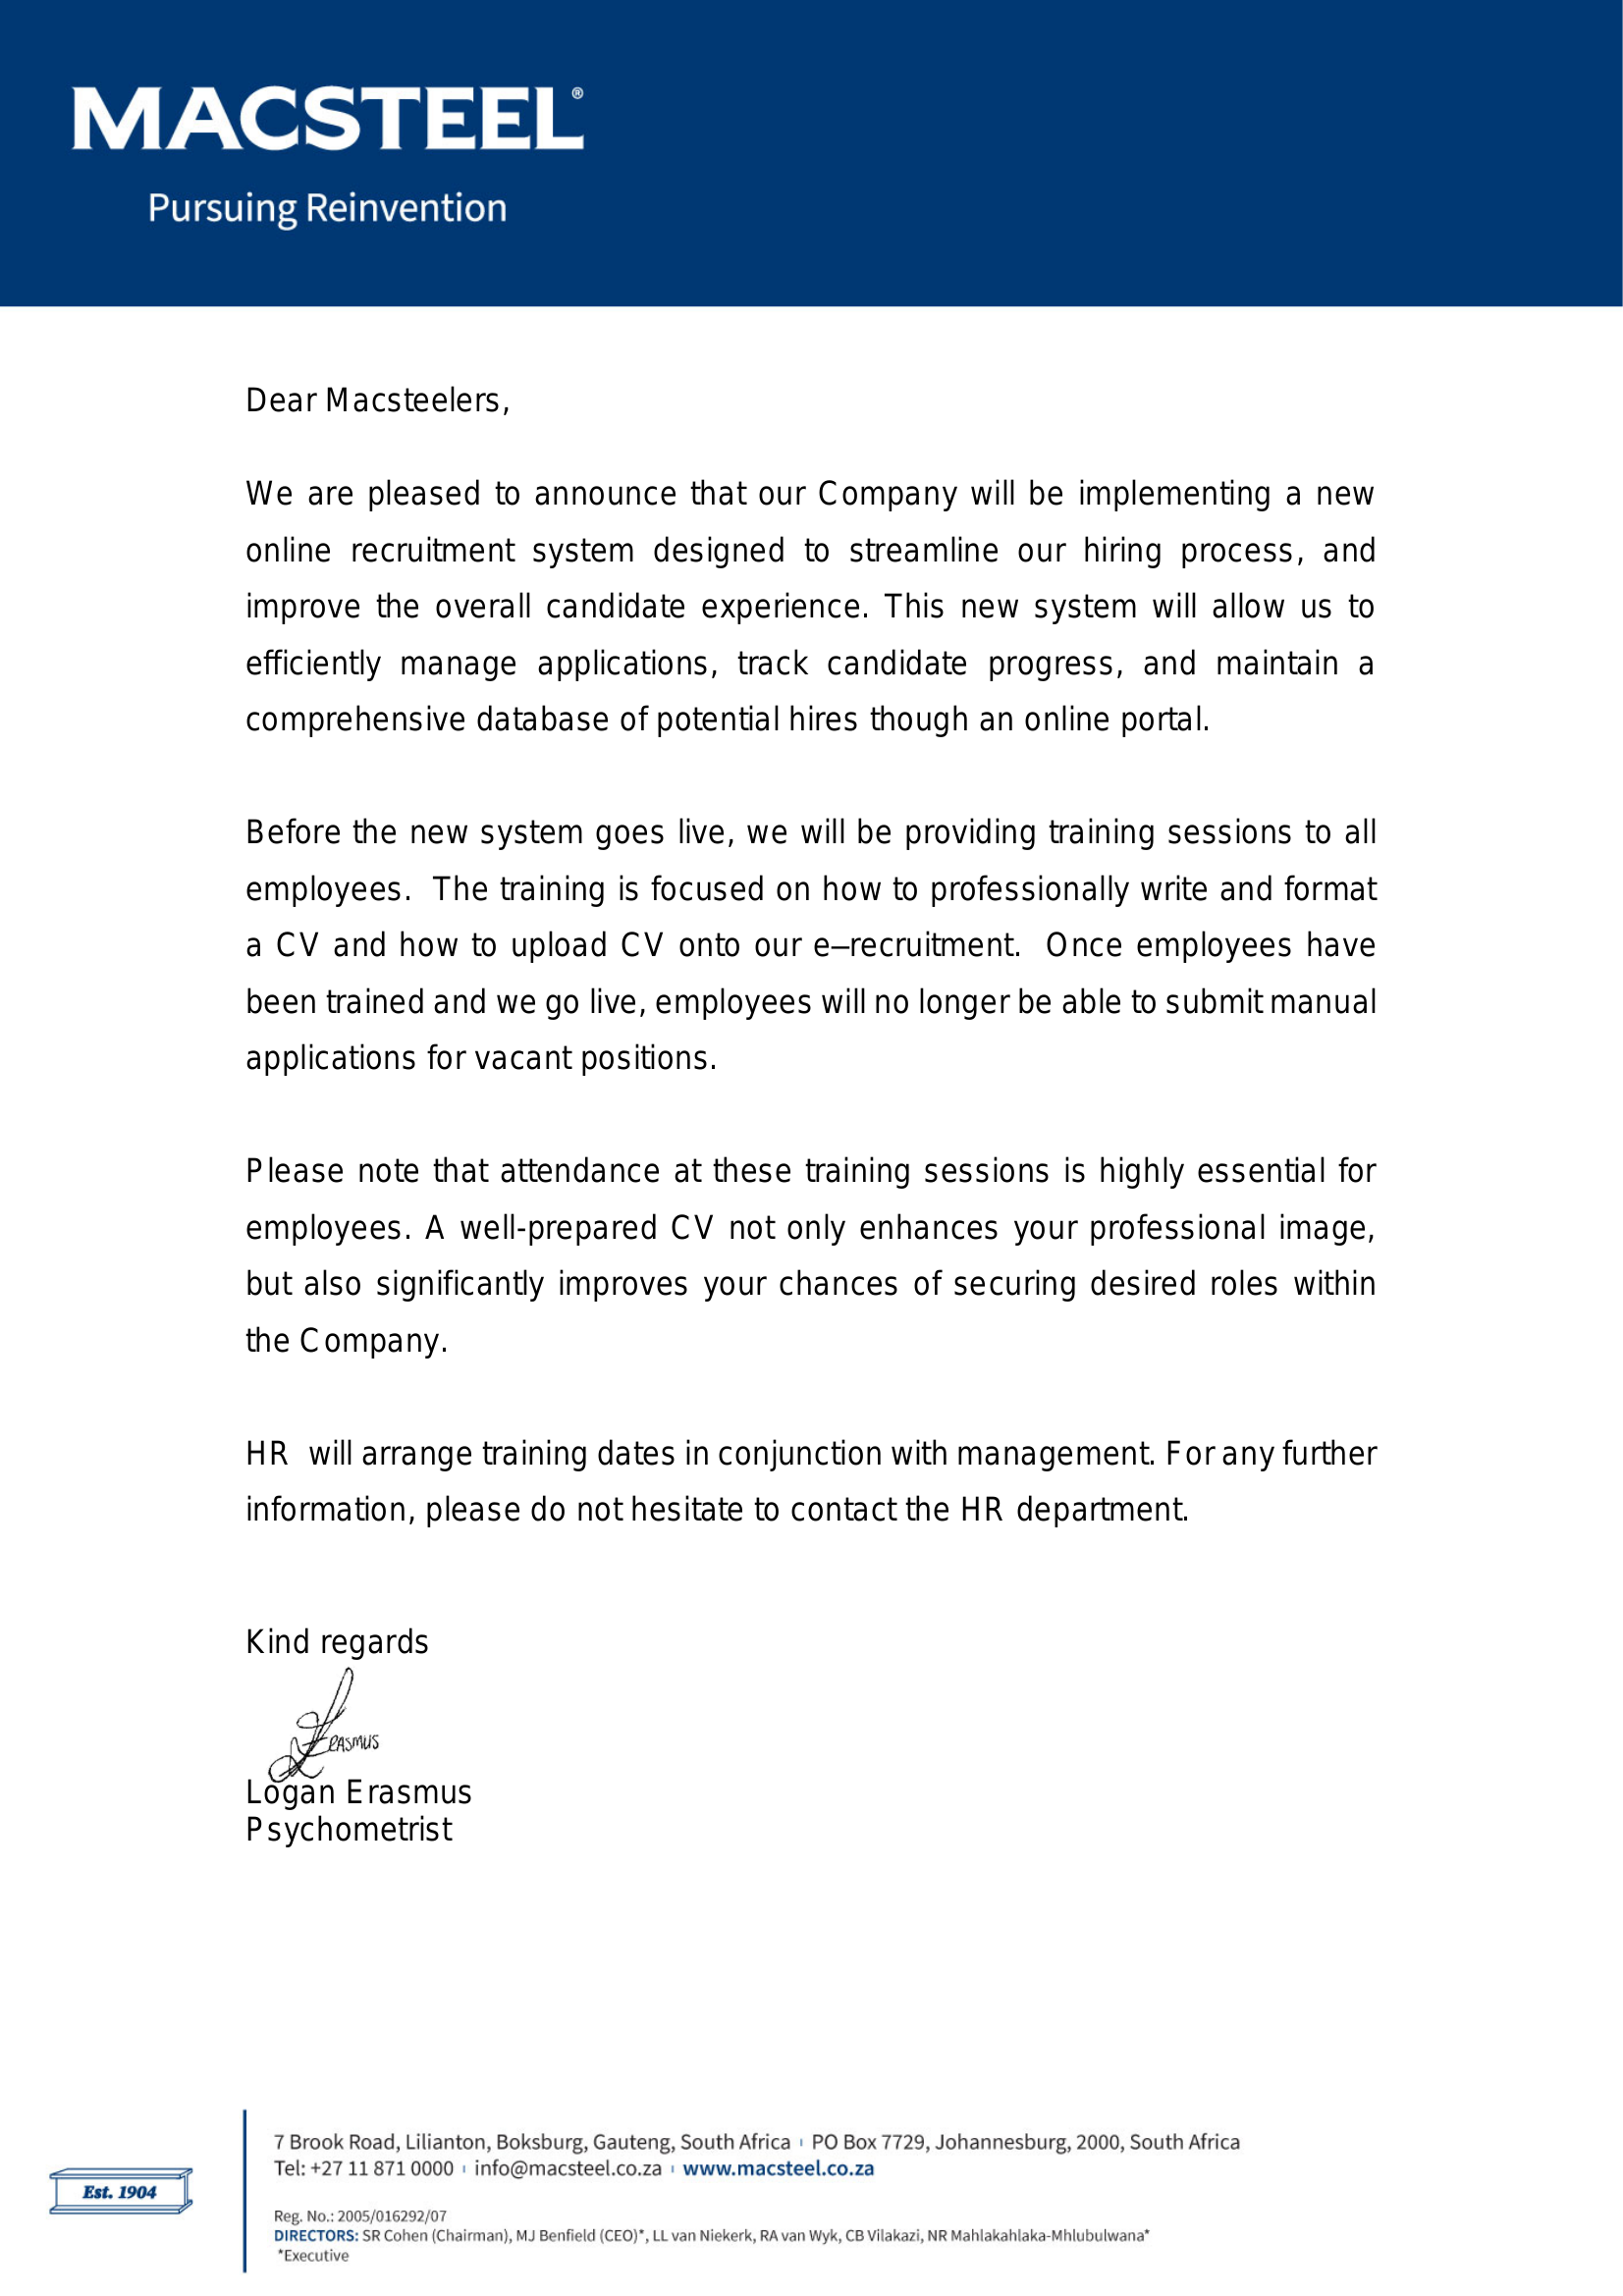 MACSTEEL®
Pursuing Reinvention
Dear Macsteelers,
We are pleased to announce that our Company will be implementing a new
online recruitment system designed to streamline our hiring process, and
improve the overall candidate experience. This new system will allow us to
efficiently manage applications, track candidate progress, and maintain a
comprehensive database of potential hires though an online portal.
Before the new system goes live, we will be providing training sessions to all
employees.  The training is focused on how to professionally write and format
a CV and how to upload CV onto our e–recruitment.  Once employees have
been trained and we go live, employees will no longer be able to submit manual
applications for vacant positions.
Please note that attendance at these training sessions is highly essential for
employees. A well-prepared CV not only enhances your professional image,
but also significantly improves your chances of securing desired roles within
the Company.
HR  will arrange training dates in conjunction with management. For any further
information, please do not hesitate to contact the HR department.
Kind regards
LErasmus
Logan Erasmus
Psychometrist
7 Brook Road, Lilianton, Boksburg, Gauteng, South Africa | PO Box 7729, Johannesburg, 2000, South Africa
Tel: +27 11 871 0000 | info@macsteel.co.za | www.macsteel.co.za
Est. 1904
Reg. No.: 2005/016292/07
DIRECTORS: SR Cohen (Chairman), MJ Benfield (CEO)*, LL van Niekerk, RA van Wyk, CB Vilakazi, NR Mahlakahlaka-Mhlubulwana*
*Executive